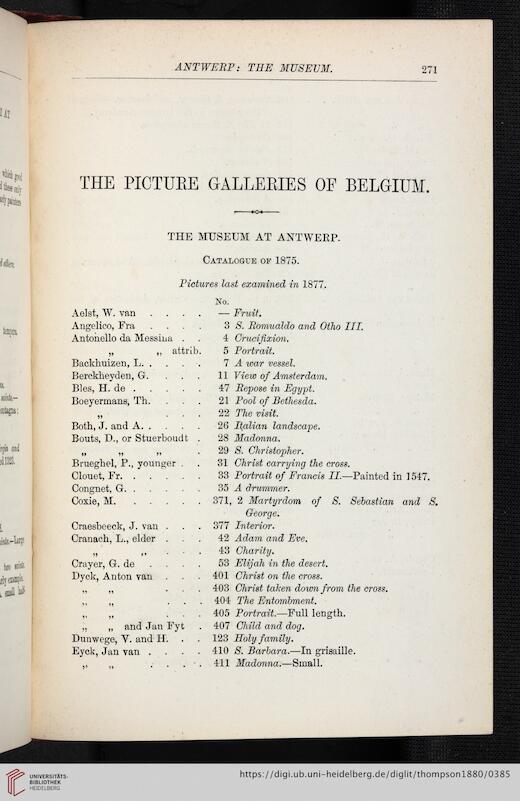 ANTWERP: THE MUSEUM. 271
THE PICTURE GALLERIES OF BELGIUM.
THE MUSEUM AT ANTWERP.
CATALOGUE OF 1875.
Pictures last examined in 1877.
No.
Aelst, W. van . . . . — Fruit.
Angelico, Fra . . . . 3 S. Romualdo and Otho III.
Antonello da Messina . . 4 Crucifixion.
„ „ attrib. 5 Portrait.
Backhuizen, L. . . . . 7 A war vessel.
Berckheyden, G. . . . 11 View of Amsterdam.
Bles, H. de . . . . . 47 Repose in Egypt.
Boeyermans, Th. . . . 21 Pool of Bethesda.
„ . . . . 22 The visit.
Both, J. and A. . . . . 26 Italian landscape.
Bouts, D., or Stuerboudt . 28 Madonna.
„ „ „ . 29 S. Christopher.
Brueghel, P., younger . . 31 Christ carrying the cross.
Clouet, Fr. . . . . . 33 Portrait of Francis II.—Painted in 1547.
Congnet, G. . . . . . 35 A drummer.
Coxie, M. . . . . . 371, 2 Martyrdom of S. Sebastian and S.
George.
Craesbeeck, J. van . . . 377 Interior.
Cranach, L., elder . . . 42 Adam and Eve.
„ „ . . . 43 Charity.
Crayer, G. de . . . . 53 Elijah in the desert.
Dyck, Anton van . . . 401 Christ on the cross.
„ „ . . . 403 Christ taken down from the cross.
„ „ . . . 404 The Entombment.
„ „ . . . 405 Portrait.—Full length.
„ „ and Jan Fyt . 407 Child and dog.
Dunwege, V. and H. . . 123 Holy family.
Eyck, Jan van . . . . 410 S. Barbara.—In grisaille.
„ „ . . . . 411 Madonna.—Small.
UNIVERSITÄTS-
BIBLIOTHEK
HEIDELBERG
https://digi.ub.uni-heidelberg.de/diglit/thompson1880/0385